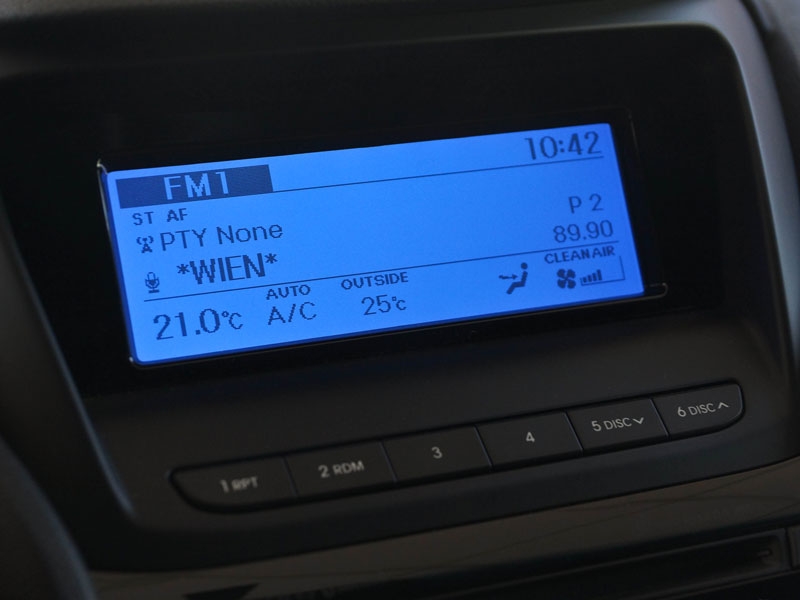 FM1 10:42
ST AF
PTY None P 2
*WIEN* 89.90
AUTO OUTSIDE CLEAN AIR
21.0°C A/C 25°C
1 RPT 2 RDM 3 4 5 DISC 6 DISC